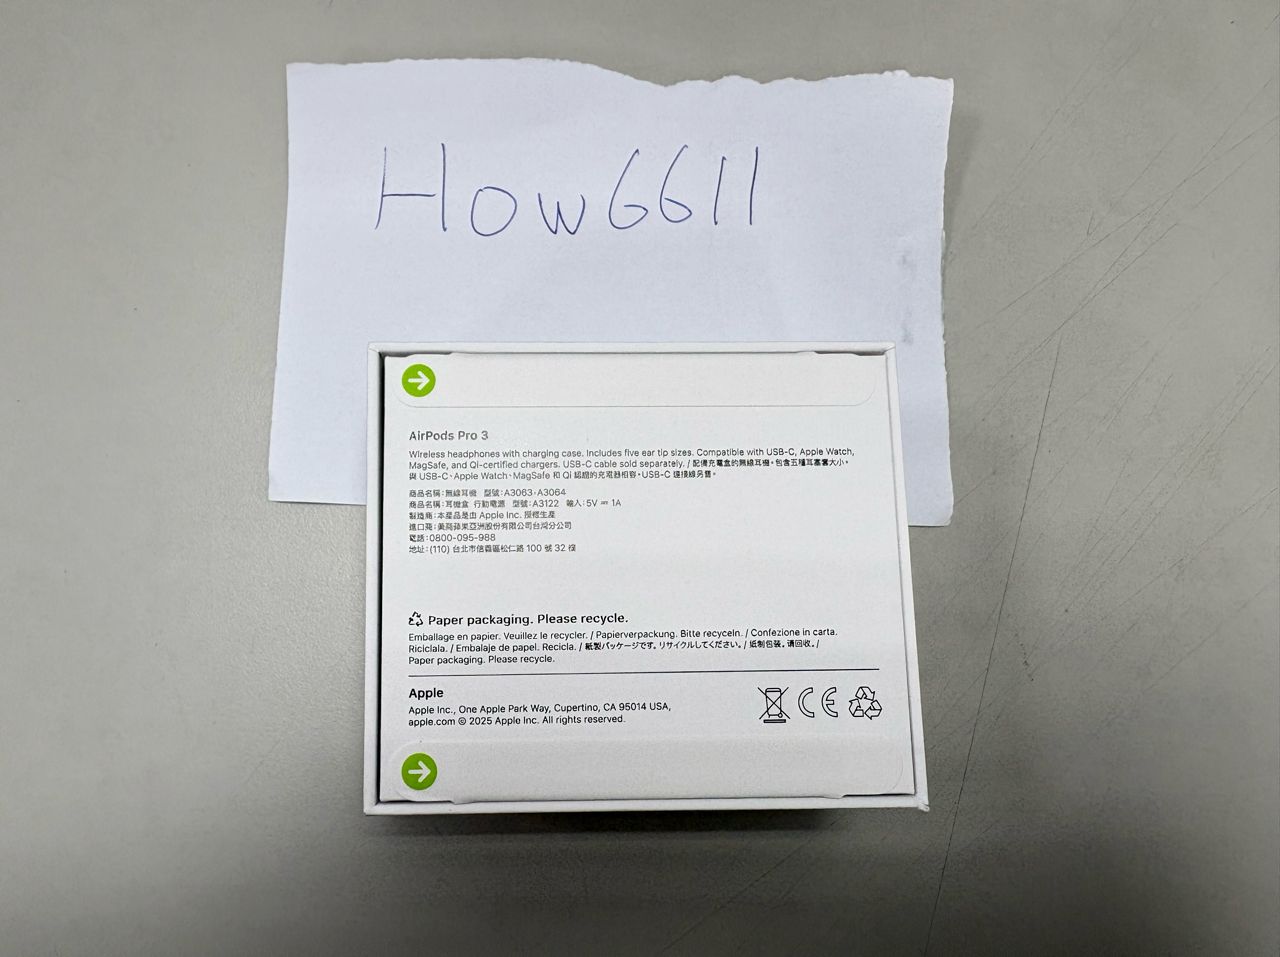 How6611
AirPods Pro 3
Wireless headphones with charging case. Includes five ear tip sizes. Compatible with USB-C, Apple Watch,
MagSafe, and Qi-certified chargers. USB-C cable sold separately. / 配備充電盒的無線耳機。包含五種耳塞套大小。
與 USB-C、Apple Watch、MagSafe 和 Qi 認證的充電器相容。USB-C 連接線另售。
商品名稱：無線耳機 型號：A3063、A3064
商品名稱：耳機盒 行動電源 型號：A3122 輸入：5V ⎓ 1A
製造商：本產品是由 Apple Inc. 授權生產
進口商：美商蘋果亞洲股份有限公司台灣分公司
電話：0800-095-988
地址：(110) 台北市信義區松仁路 100 號 32 樓
Paper packaging. Please recycle.
Emballage en papier. Veuillez le recycler. / Papierverpackung. Bitte recyceln. / Confezione in carta.
Riciclala. / Embalaje de papel. Recicla. / 紙製パッケージです。リサイクルしてください。/ 纸制包装。请回收。/
Paper packaging. Please recycle.
Apple
Apple Inc., One Apple Park Way, Cupertino, CA 95014 USA,
apple.com © 2025 Apple Inc. All rights reserved.
CE